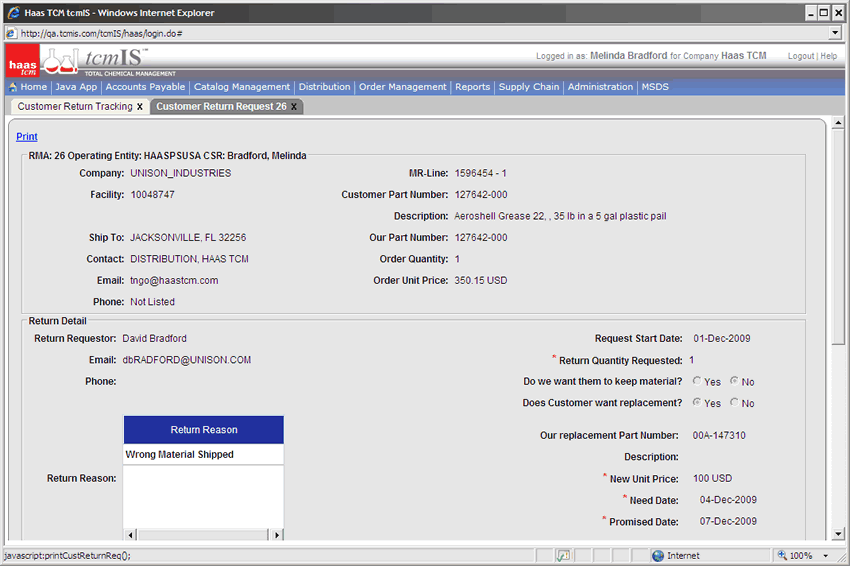 Haas TCM tcmIS - Windows Internet Explorer
http://qa.tcmis.com/tcmIS/haas/login.do#
haas tcm
tcmIS™
TOTAL CHEMICAL MANAGEMENT
Logged in as: Melinda Bradford for Company Haas TCM Logout | Help
Home | Java App | Accounts Payable | Catalog Management | Distribution | Order Management | Reports | Supply Chain | Administration | MSDS
Customer Return Tracking x Customer Return Request 26 x
Print
RMA: 26 Operating Entity: HAASPSUSA CSR: Bradford, Melinda
Company: UNISON_INDUSTRIES MR-Line: 1596454 - 1
Facility: 10048747 Customer Part Number: 127642-000
Description: Aeroshell Grease 22, , 35 lb in a 5 gal plastic pail
Ship To: JACKSONVILLE, FL 32256 Our Part Number: 127642-000
Contact: DISTRIBUTION, HAAS TCM Order Quantity: 1
Email: tngo@haastcm.com Order Unit Price: 350.15 USD
Phone: Not Listed
Return Detail
Return Requestor: David Bradford Request Start Date: 01-Dec-2009
Email: dbRADFORD@UNISON.COM * Return Quantity Requested: 1
Phone: Do we want them to keep material? Yes No
Does Customer want replacement? Yes No
Return Reason Our replacement Part Number: 00A-147310
Wrong Material Shipped Description:
Return Reason: * New Unit Price: 100 USD
* Need Date: 04-Dec-2009
* Promised Date: 07-Dec-2009
javascript:printCustReturnReq(); Internet 100%